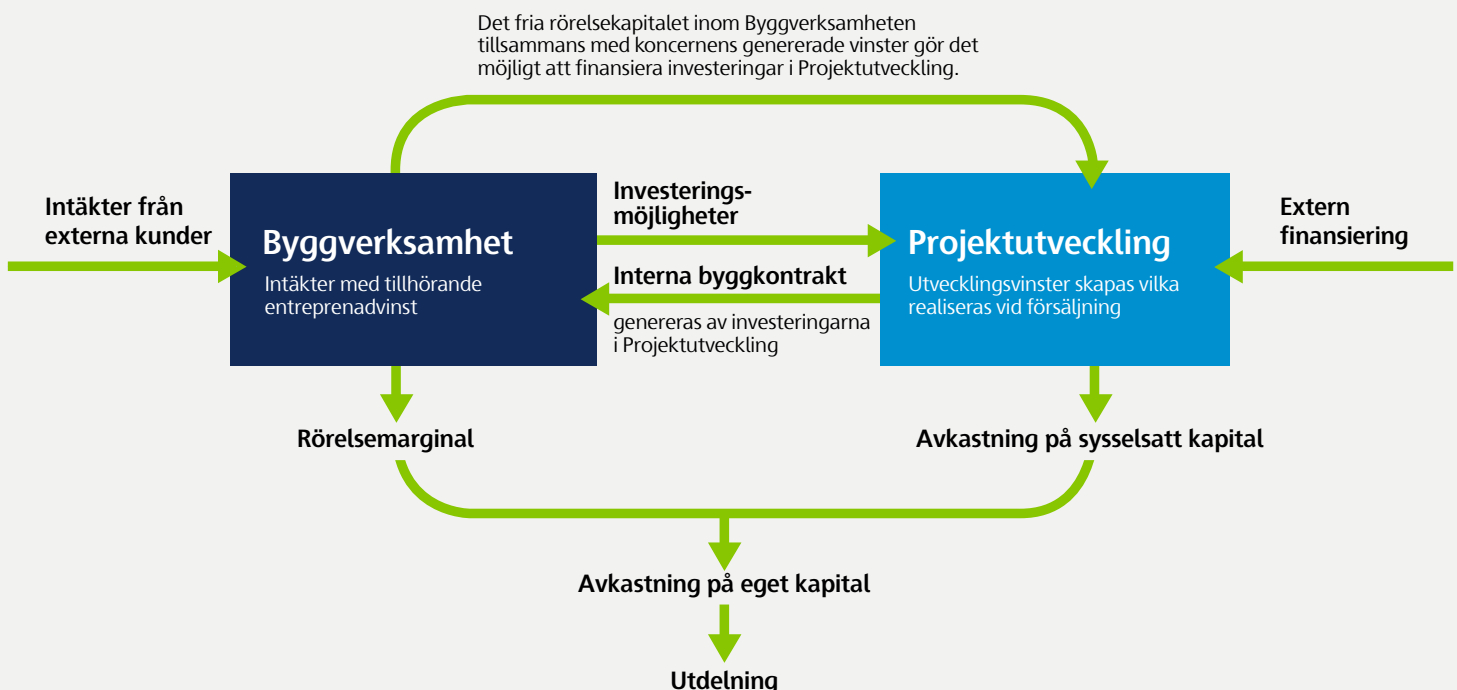 Det fria rörelsekapitalet inom Byggverksamheten
tillsammans med koncernens genererade vinster gör det
möjligt att finansiera investeringar i Projektutveckling.
Intäkter från
externa kunder
Byggverksamhet
Intäkter med tillhörande
entreprenadvinst
Investerings-
möjligheter
Interna byggkontrakt
genereras av investeringarna
i Projektutveckling
Projektutveckling
Utvecklingsvinster skapas vilka
realiseras vid försäljning
Extern
finansiering
Rörelsemarginal
Avkastning på sysselsatt kapital
Avkastning på eget kapital
Utdelning